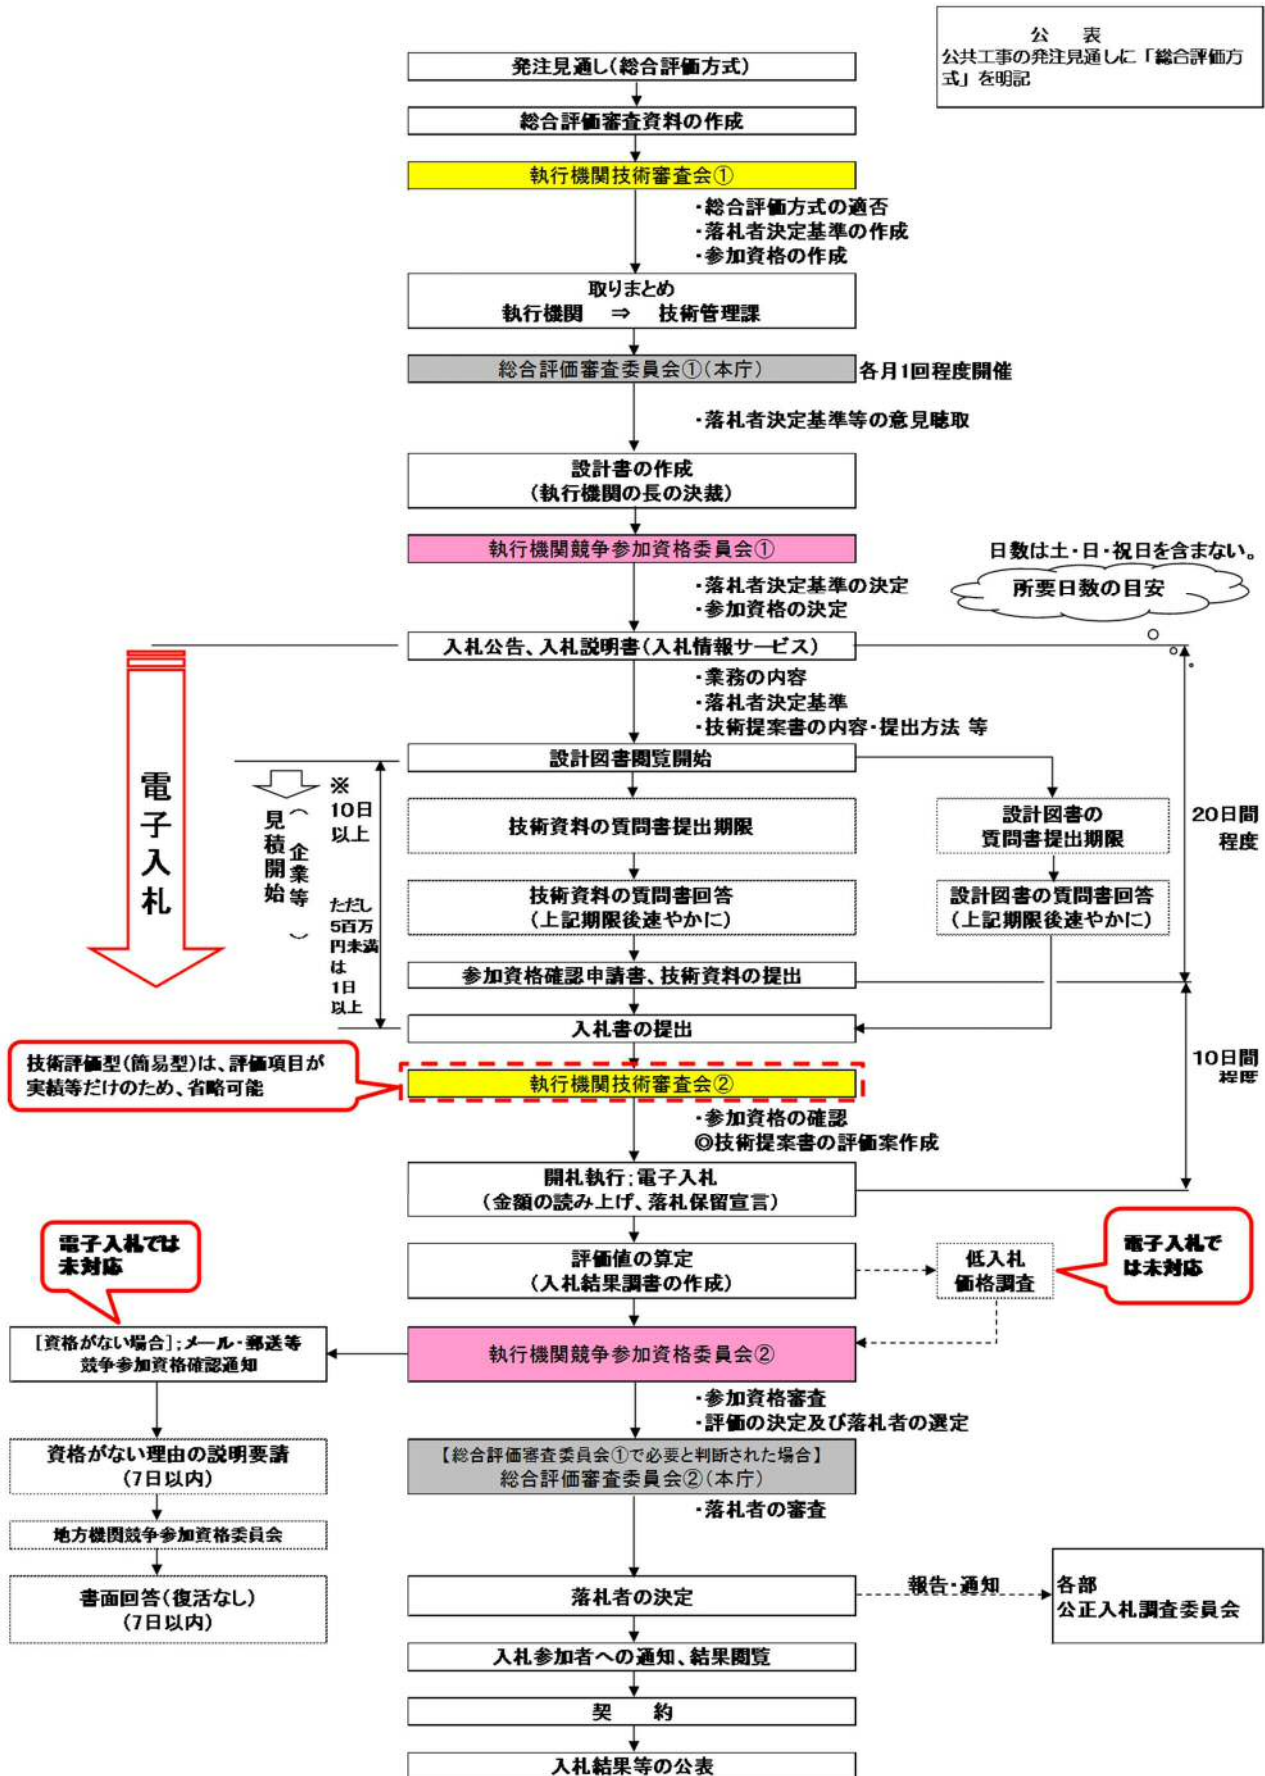 公　表
公共工事の発注見通しに「総合評価方
式」を明記
発注見通し(総合評価方式)
総合評価審査資料の作成
執行機関技術審査会①
・総合評価方式の適否
・落札者決定基準の作成
・参加資格の作成
取りまとめ
執行機関　⇒　技術管理課
総合評価審査委員会①(本庁)
各月1回程度開催
・落札者決定基準等の意見聴取
設計書の作成
(執行機関の長の決裁)
執行機関競争参加資格委員会①
日数は土・日・祝日を含まない。
所要日数の目安
・落札者決定基準の決定
・参加資格の決定
入札公告、入札説明書(入札情報サービス)
・業務の内容
・落札者決定基準
・技術提案書の内容・提出方法 等
電子入札
設計図書閲覧開始
見積開始
(企業等)
※
10日
以上
ただし
5百万
円未満
は
1日
以上
技術資料の質問書提出期限
設計図書の
質問書提出期限
20日間
程度
技術資料の質問書回答
(上記期限後速やかに)
設計図書の質問書回答
(上記期限後速やかに)
参加資格確認申請書、技術資料の提出
入札書の提出
技術評価型(簡易型)は、評価項目が
実績等だけのため、省略可能
執行機関技術審査会②
10日間
程度
・参加資格の確認
◎技術提案書の評価案作成
開札執行:電子入札
(金額の読み上げ、落札保留宣言)
電子入札では
未対応
評価値の算定
(入札結果調書の作成)
低入札
価格調査
電子入札で
は未対応
[資格がない場合]:メール・郵送等
競争参加資格確認通知
執行機関競争参加資格委員会②
・参加資格審査
・評価の決定及び落札者の選定
資格がない理由の説明要請
(7日以内)
【総合評価審査委員会①で必要と判断された場合】
総合評価審査委員会②(本庁)
・落札者の審査
地方機関競争参加資格委員会
書面回答(復活なし)
(7日以内)
落札者の決定
報告・通知
各部
公正入札調査委員会
入札参加者への通知、結果閲覧
契　約
入札結果等の公表